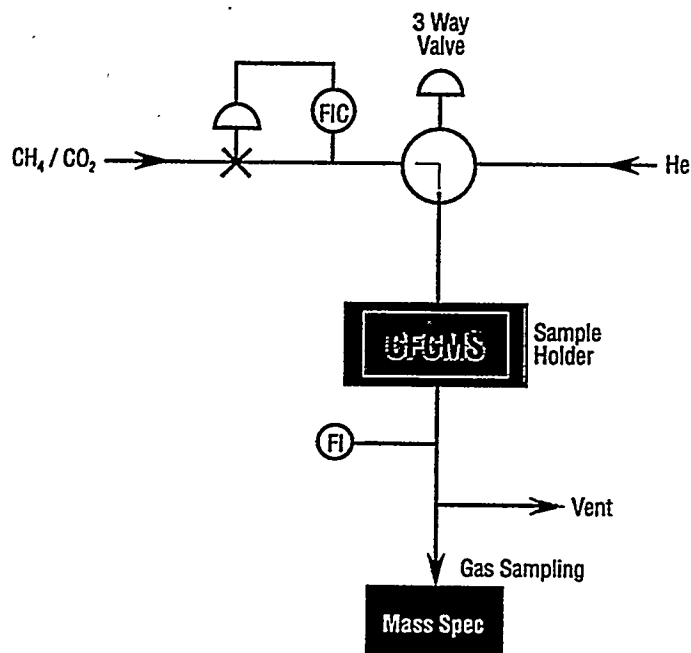 3 Way
Valve
FIC
CH₄ / CO₂
He
CFCMS
Sample
Holder
FI
Vent
Gas Sampling
Mass Spec